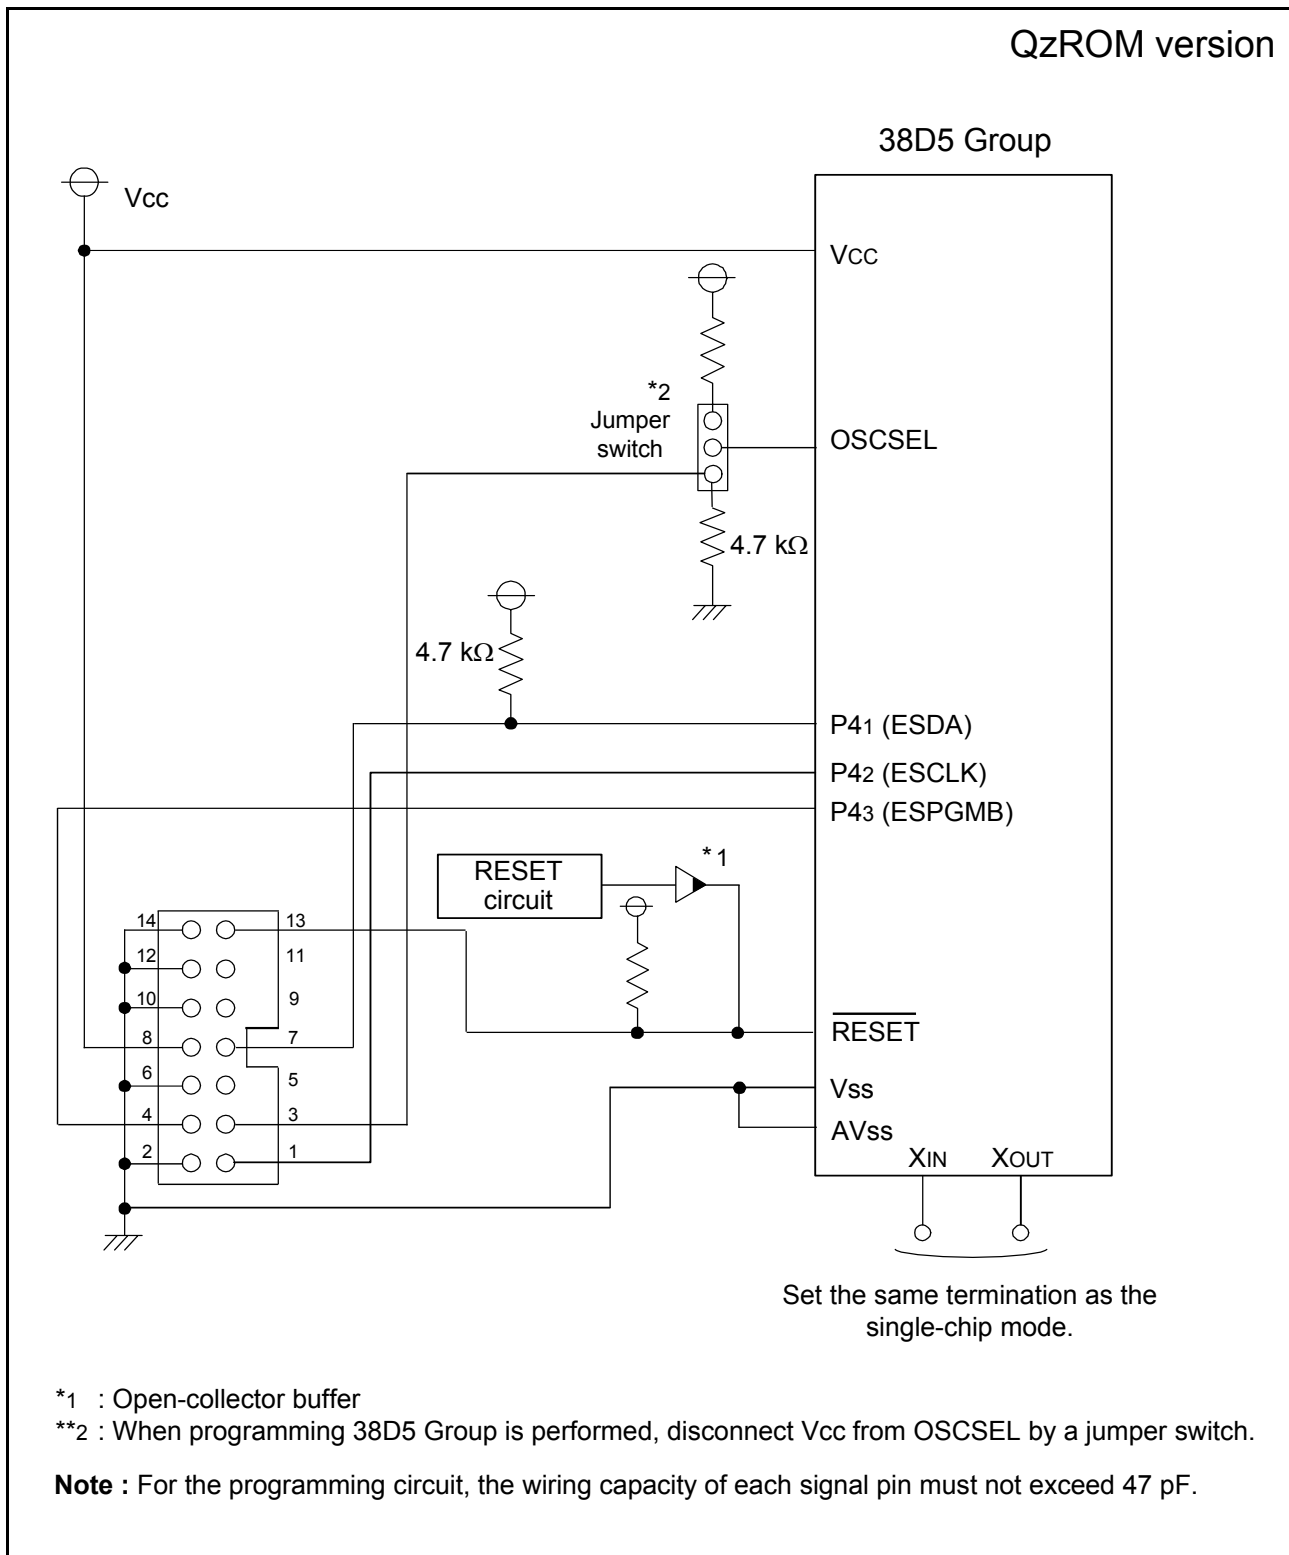 QzROM version
38D5 Group
Vcc
VCC
*2
Jumper
switch
OSCSEL
4.7 kΩ
4.7 kΩ
P41 (ESDA)
P42 (ESCLK)
P43 (ESPGMB)
RESET
circuit
*1
14 13
12 11
10 9
8 7
6 5
4 3
2 1
RESET
Vss
AVss
XIN XOUT
Set the same termination as the
single-chip mode.
*1 : Open-collector buffer
**2 : When programming 38D5 Group is performed, disconnect Vcc from OSCSEL by a jumper switch.
Note : For the programming circuit, the wiring capacity of each signal pin must not exceed 47 pF.